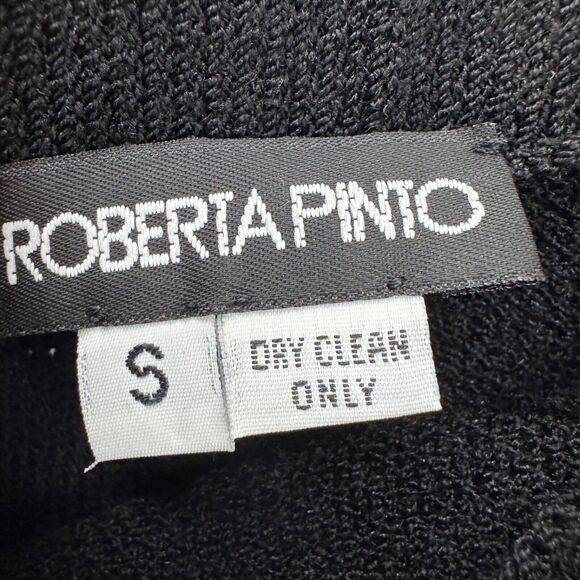 ROBERTA PINTO
S
DRY CLEAN
ONLY